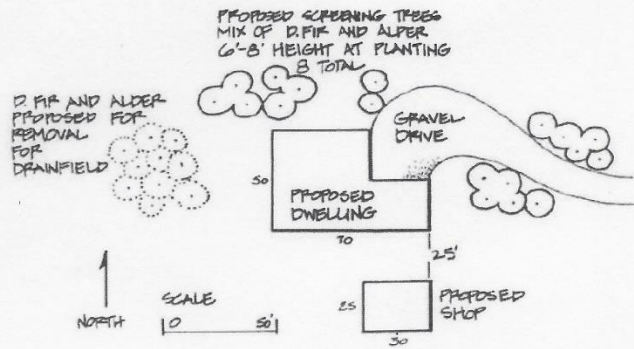 PROPOSED SCREENING TREES
MIX OF D. FIR AND ALDER
6'-8' HEIGHT AT PLANTING
8 TOTAL
D. FIR AND ALDER
PROPOSED FOR
REMOVAL
FOR
DRAINFIELD
GRAVEL
DRIVE
50
PROPOSED
DWELLING
70
25'
NORTH
SCALE
0 50'
25
30
PROPOSED
SHOP